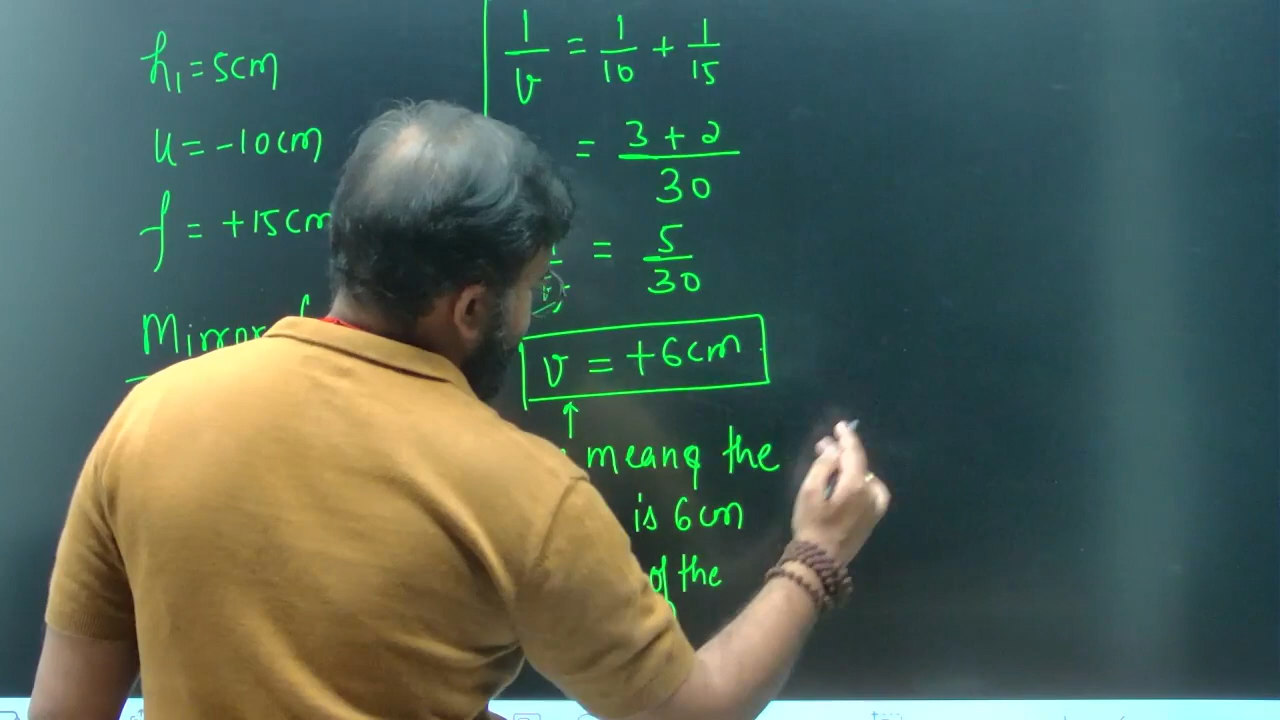 h₁ = 5cm
u = -10cm
f = +15cm
Mirror
1/v = 1/10 + 1/15
= 3 + 2 / 30
1/v = 5/30
v = +6cm
↑
means the
is 6cm
of the